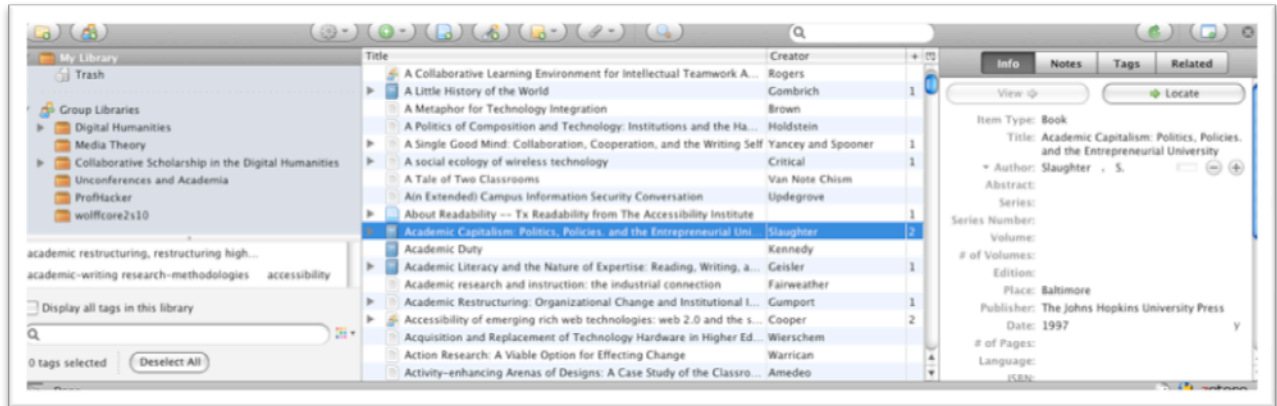 My Library
Trash
Group Libraries
Digital Humanities
Media Theory
Collaborative Scholarship in the Digital Humanities
Unconferences and Academia
ProfHacker
wolffcore2s10
academic restructuring, restructuring high...
academic-writing research-methodologies accessibility
Display all tags in this library
0 tags selected Deselect All
Title Creator +
A Collaborative Learning Environment for Intellectual Teamwork A... Rogers
A Little History of the World Gombrich 1
A Metaphor for Technology Integration Brown
A Politics of Composition and Technology: Institutions and the Ha... Holdstein
A Single Good Mind: Collaboration, Cooperation, and the Writing Self Yancey and Spooner 1
A social ecology of wireless technology Critical 1
A Tale of Two Classrooms Van Note Chism
A(n Extended) Campus Information Security Conversation Updegrove
About Readability -- Tx Readability from The Accessibility Institute 1
Academic Capitalism: Politics, Policies, and the Entrepreneurial Uni... Slaughter 2
Academic Duty Kennedy
Academic Literacy and the Nature of Expertise: Reading, Writing, a... Geisler 1
Academic research and instruction: the industrial connection Fairweather
Academic Restructuring: Organizational Change and Institutional I... Gumport 1
Accessibility of emerging rich web technologies: web 2.0 and the s... Cooper 2
Acquisition and Replacement of Technology Hardware in Higher Ed... Wierschem
Action Research: A Viable Option for Effecting Change Warrican
Activity-enhancing Arenas of Designs: A Case Study of the Classro... Amedeo
Info Notes Tags Related
View Locate
Item Type: Book
Title: Academic Capitalism: Politics, Policies,
and the Entrepreneurial University
Author: Slaughter , S.
Abstract:
Series:
Series Number:
Volume:
# of Volumes:
Edition:
Place: Baltimore
Publisher: The Johns Hopkins University Press
Date: 1997 y
# of Pages:
Language:
ISBN:
zotero